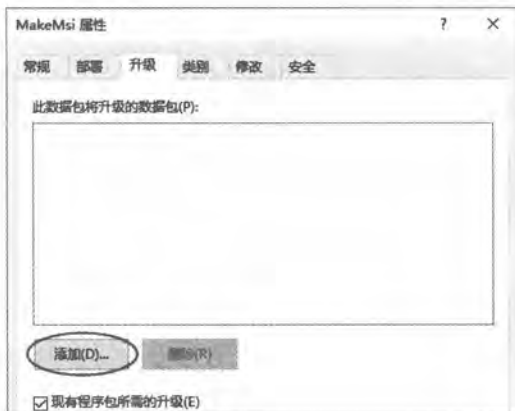 MakeMsi 属性
? ×
常规 部署 升级 类别 修改 安全
此数据包将升级的数据包(P):
添加(D)... 删除(R)
现有程序包所需的升级(E)